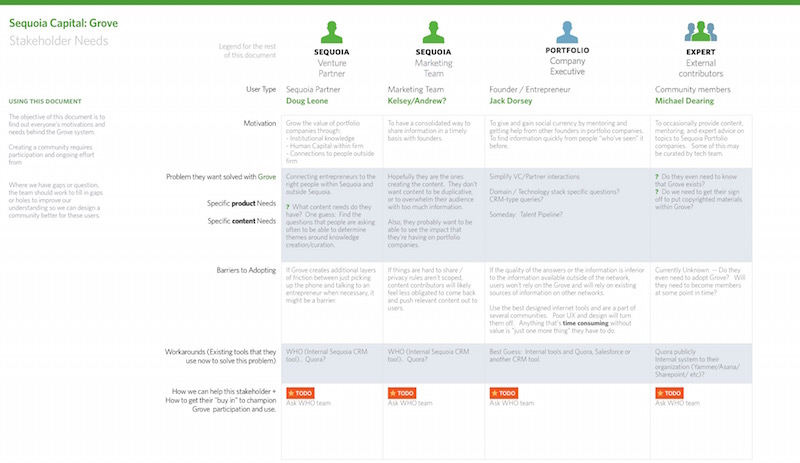 Sequoia Capital: Grove
Stakeholder Needs
USING THIS DOCUMENT
The objective of this document is to
find out everyone's motivations and
needs behind the Grove system.
Creating a community requires
participation and ongoing effort
from
Where we have gaps or question,
the team should work to fill in gaps
or holes to improve our
understanding so we can design a
community better for these users.
Legend for the rest
of this document
SEQUOIA
Venture
Partner
SEQUOIA
Marketing
Team
PORTFOLIO
Company
Executive
EXPERT
External
contributors
User Type
Sequoia Partner
Doug Leone
Marketing Team
Kelsey/Andrew?
Founder / Entrepreneur
Jack Dorsey
Community members
Michael Dearing
Motivation
Grow the value of portfolio
companies through:
- Institutional knowledge
- Human Capital within firm
- Connections to people outside
firm
To have a consolidated way to
share information in a timely
basis with founders.
To give and gain social currency by mentoring and
getting help from other founders in portfolio companies.
To find information quickly from people "who've seen" it
before.
To occasionally provide content,
mentoring, and expert advice on
topics to Sequoia Portfolio
companies. Some of this may
be curated by tech team.
Problem they want solved with Grove
Specific product Needs
Specific content Needs
Connecting entrepreneurs to the
right people within Sequoia and
outside Sequoia.
? What content needs do they
have? One guess: Find the
questions that people are asking
often to be able to determine
themes around knowledge
creation/curation.
Hopefully they are the ones
creating the content. They don't
want content to be duplicative,
or to overwhelm their audience
with too much information.
Also, they probably want to be
able to see the impact that
they're having on portfolio
companies
Simplify VC/Partner interactions
Domain / Technology stack specific questions?
CRM-type queries?
Someday: Talent Pipeline?
? Do they even need to know
that Grove exists?
? Do we need to get their sign
off to put copyrighted materials
within Grove?
Barriers to Adopting
If Grove creates additional layers
of friction between just picking
up the phone and talking to an
entrepreneur when necessary, it
might be a barrier.
If things are hard to share /
privacy rules aren't scoped,
content contributors will likely
feel less obligated to come back
and push relevant content out to
users.
If the quality of the answers or the information is inferior
to the information available outside of the network,
users won't rely on the Grove and will rely on existing
sources of information on other networks.
Use the best designed internet tools and are a part of
several communities. Poor UX and design will turn
them off. Anything that's time consuming without
value is "just one more thing" they have to do.
Currently Unknown -- Do they
even need to adopt Grove? Will
they need to become members
at some point in time?
Workarounds (Existing tools that they
use now to solve this problem)
WHO (Internal Sequoia CRM
tool).. Quora?
WHO (Internal Sequoia CRM
tool).. Quora?
Best Guess: Internal tools and Quora, Salesforce or
another CRM tool.
Quora publicly
Internal system to their
organization (Yammer/Asana/
Sharepoint/ etc)?
How we can help this stakeholder +
How to get their "buy in" to champion
Grove participation and use.
TODO
Ask WHO team
TODO
Ask WHO team
TODO
Ask WHO team
TODO
Ask WHO team